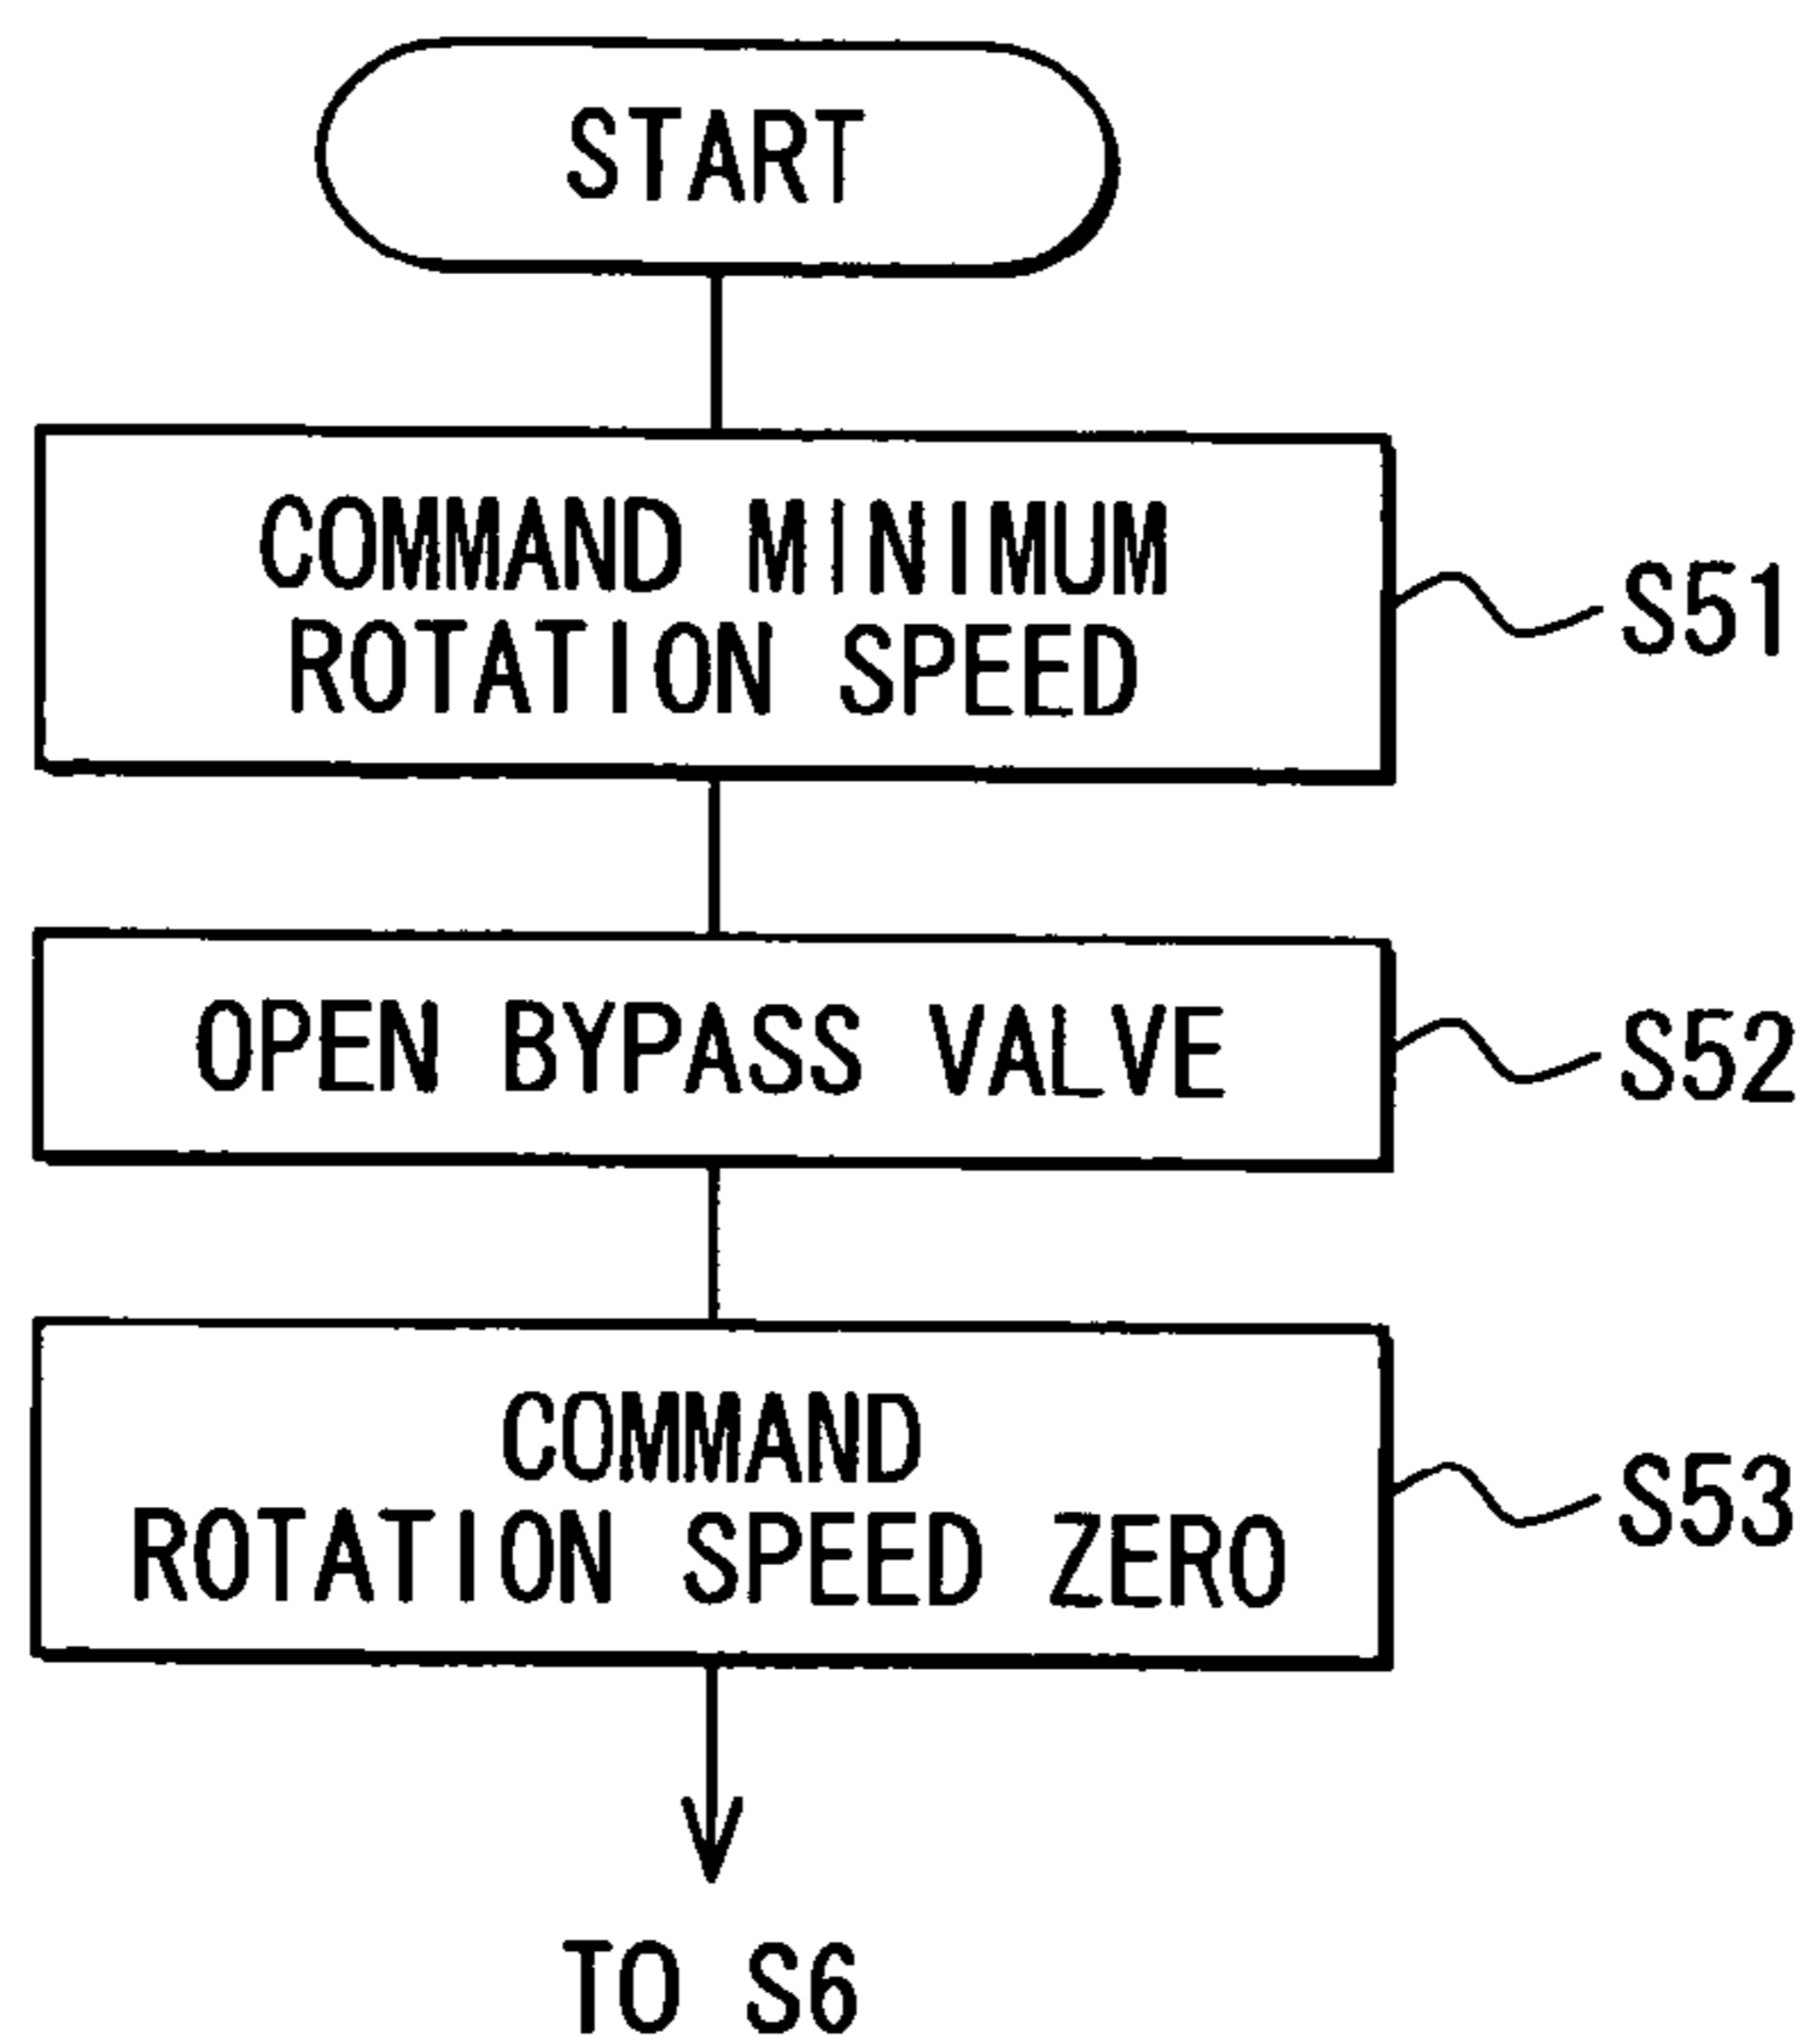 START
COMMAND MINIMUM
ROTATION SPEED
S51
OPEN BYPASS VALVE
S52
COMMAND
ROTATION SPEED ZERO
S53
TO S6